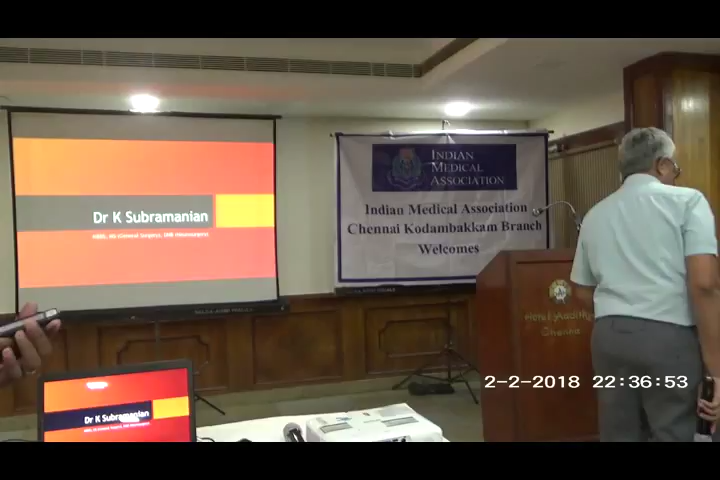 Dr K Subramanian
INDIAN
MEDICAL
ASSOCIATION
Indian Medical Association
Chennai Kodambakkam Branch
Welcomes
Chennai
2-2-2018 22:36:53
Dr K Subramanian